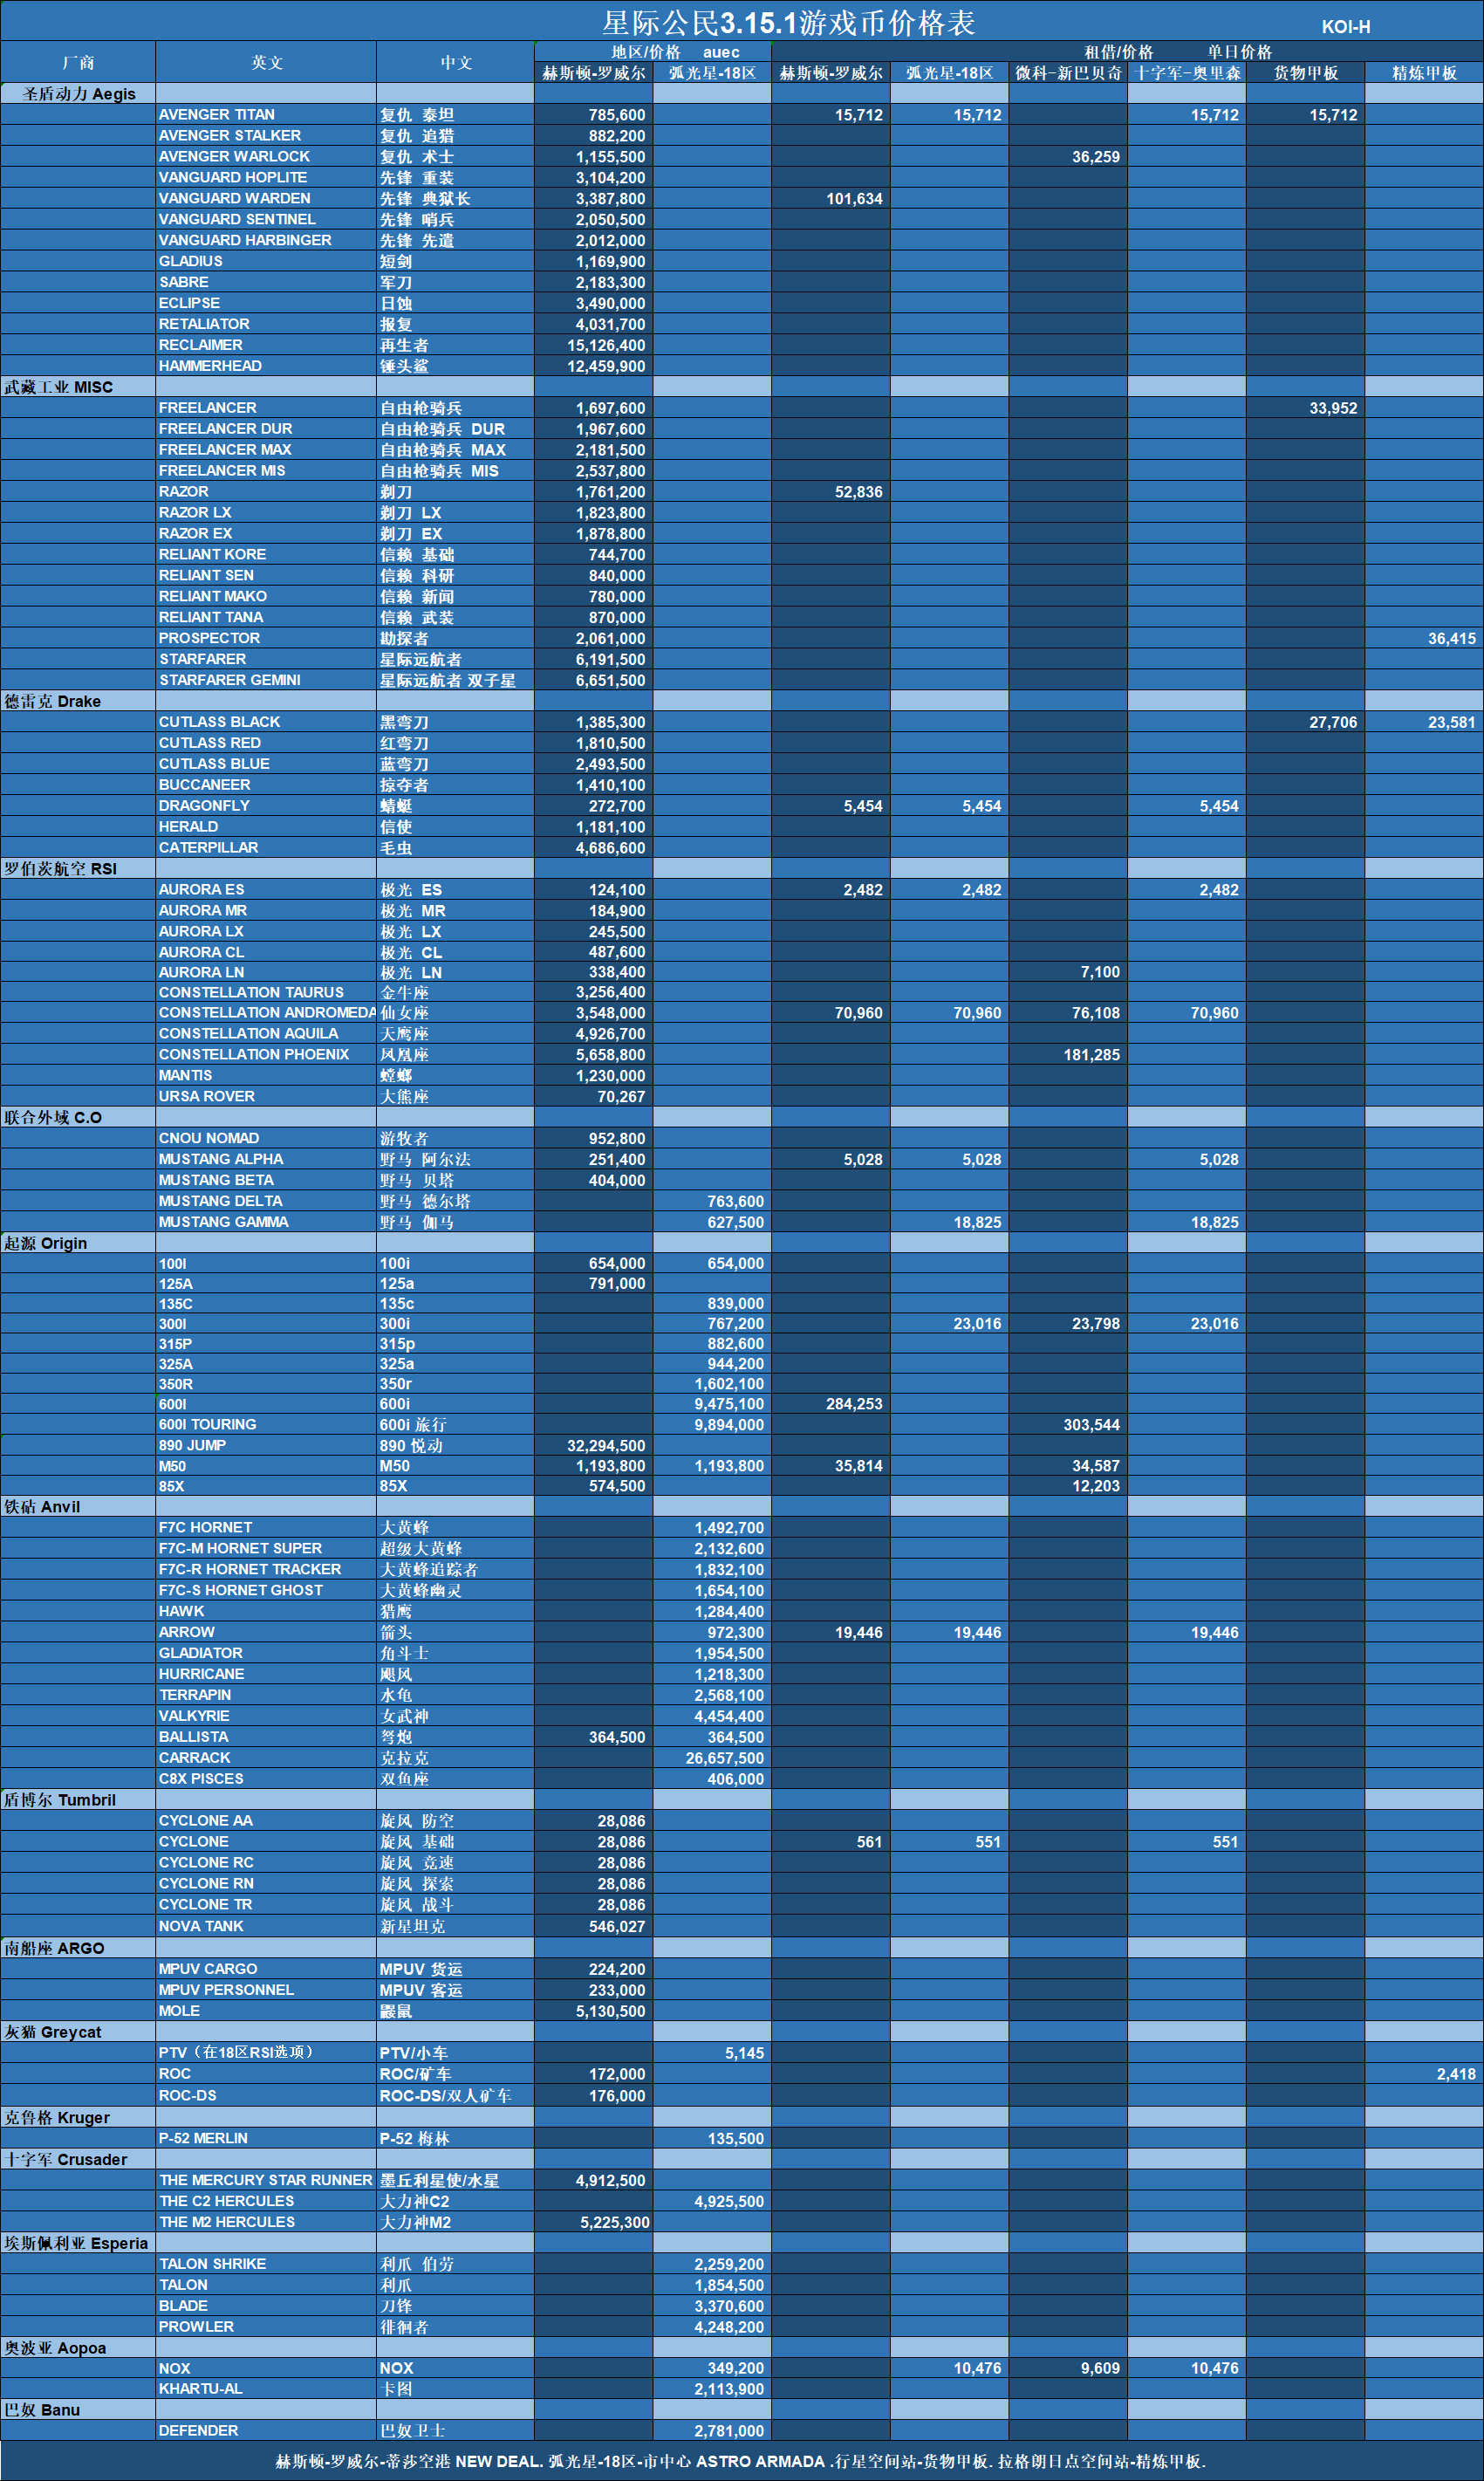 星际公民3.15.1游戏币价格表 KOI-H
厂商 英文 中文 地区/价格 auec 租借/价格 单日价格
赫斯顿-罗威尔 弧光星-18区 赫斯顿-罗威尔 弧光星-18区 微科-新巴贝奇 十字军-奥里森 货物甲板 精炼甲板
圣盾动力 Aegis
AVENGER TITAN 复仇 泰坦 785,600 15,712 15,712 15,712 15,712
AVENGER STALKER 复仇 追猎 882,200
AVENGER WARLOCK 复仇 术士 1,155,500 36,259
VANGUARD HOPLITE 先锋 重装 3,104,200
VANGUARD WARDEN 先锋 典狱长 3,387,800 101,634
VANGUARD SENTINEL 先锋 哨兵 2,050,500
VANGUARD HARBINGER 先锋 先遣 2,012,000
GLADIUS 短剑 1,169,900
SABRE 军刀 2,183,300
ECLIPSE 日蚀 3,490,000
RETALIATOR 报复 4,031,700
RECLAIMER 再生者 15,126,400
HAMMERHEAD 锤头鲨 12,459,900
武藏工业 MISC
FREELANCER 自由枪骑兵 1,697,600 33,952
FREELANCER DUR 自由枪骑兵 DUR 1,967,600
FREELANCER MAX 自由枪骑兵 MAX 2,181,500
FREELANCER MIS 自由枪骑兵 MIS 2,537,800
RAZOR 剃刀 1,761,200 52,836
RAZOR LX 剃刀 LX 1,823,800
RAZOR EX 剃刀 EX 1,878,800
RELIANT KORE 信赖 基础 744,700
RELIANT SEN 信赖 科研 840,000
RELIANT MAKO 信赖 新闻 780,000
RELIANT TANA 信赖 武装 870,000
PROSPECTOR 勘探者 2,061,000 36,415
STARFARER 星际远航者 6,191,500
STARFARER GEMINI 星际远航者 双子星 6,651,500
德雷克 Drake
CUTLASS BLACK 黑弯刀 1,385,300 27,706 23,581
CUTLASS RED 红弯刀 1,810,500
CUTLASS BLUE 蓝弯刀 2,493,500
BUCCANEER 掠夺者 1,410,100
DRAGONFLY 蜻蜓 272,700 5,454 5,454 5,454
HERALD 信使 1,181,100
CATERPILLAR 毛虫 4,686,600
罗伯茨航空 RSI
AURORA ES 极光 ES 124,100 2,482 2,482 2,482
AURORA MR 极光 MR 184,900
AURORA LX 极光 LX 245,500
AURORA CL 极光 CL 487,600
AURORA LN 极光 LN 338,400 7,100
CONSTELLATION TAURUS 金牛座 3,256,400
CONSTELLATION ANDROMEDA 仙女座 3,548,000 70,960 70,960 76,108 70,960
CONSTELLATION AQUILA 天鹰座 4,926,700
CONSTELLATION PHOENIX 凤凰座 5,658,800 181,285
MANTIS 螳螂 1,230,000
URSA ROVER 大熊座 70,267
联合外域 C.O
CNOU NOMAD 游牧者 952,800
MUSTANG ALPHA 野马 阿尔法 251,400 5,028 5,028 5,028
MUSTANG BETA 野马 贝塔 404,000
MUSTANG DELTA 野马 德尔塔 763,600
MUSTANG GAMMA 野马 伽马 627,500 18,825 18,825
起源 Origin
100I 100i 654,000 654,000
125A 125a 791,000
135C 135c 839,000
300I 300i 767,200 23,016 23,798 23,016
315P 315p 882,600
325A 325a 944,200
350R 350r 1,602,100
600I 600i 9,475,100 284,253
600I TOURING 600i 旅行 9,894,000 303,544
890 JUMP 890 悦动 32,294,500
M50 M50 1,193,800 1,193,800 35,814 34,587
85X 85X 574,500 12,203
铁砧 Anvil
F7C HORNET 大黄蜂 1,492,700
F7C-M HORNET SUPER 超级大黄蜂 2,132,600
F7C-R HORNET TRACKER 大黄蜂追踪者 1,832,100
F7C-S HORNET GHOST 大黄蜂幽灵 1,654,100
HAWK 猎鹰 1,284,400
ARROW 箭头 972,300 19,446 19,446 19,446
GLADIATOR 角斗士 1,954,500
HURRICANE 飓风 1,218,300
TERRAPIN 水龟 2,568,100
VALKYRIE 女武神 4,454,400
BALLISTA 弩炮 364,500 364,500
CARRACK 克拉克 26,657,500
C8X PISCES 双鱼座 406,000
盾博尔 Tumbril
CYCLONE AA 旋风 防空 28,086
CYCLONE 旋风 基础 28,086 561 551 551
CYCLONE RC 旋风 竞速 28,086
CYCLONE RN 旋风 探索 28,086
CYCLONE TR 旋风 战斗 28,086
NOVA TANK 新星坦克 546,027
南船座 ARGO
MPUV CARGO MPUV 货运 224,200
MPUV PERSONNEL MPUV 客运 233,000
MOLE 鼹鼠 5,130,500
灰猫 Greycat
PTV（在18区RSI选项） PTV/小车 5,145
ROC ROC/矿车 172,000 2,418
ROC-DS ROC-DS/双人矿车 176,000
克鲁格 Kruger
P-52 MERLIN P-52 梅林 135,500
十字军 Crusader
THE MERCURY STAR RUNNER 墨丘利星使/水星 4,912,500
THE C2 HERCULES 大力神C2 4,925,500
THE M2 HERCULES 大力神M2 5,225,300
埃斯佩利亚 Esperia
TALON SHRIKE 利爪 伯劳 2,259,200
TALON 利爪 1,854,500
BLADE 刀锋 3,370,600
PROWLER 徘徊者 4,248,200
奥波亚 Aopoa
NOX NOX 349,200 10,476 9,609 10,476
KHARTU-AL 卡图 2,113,900
巴奴 Banu
DEFENDER 巴奴卫士 2,781,000
赫斯顿-罗威尔-蒂莎空港 NEW DEAL. 弧光星-18区-市中心 ASTRO ARMADA .行星空间站-货物甲板. 拉格朗日点空间站-精炼甲板.